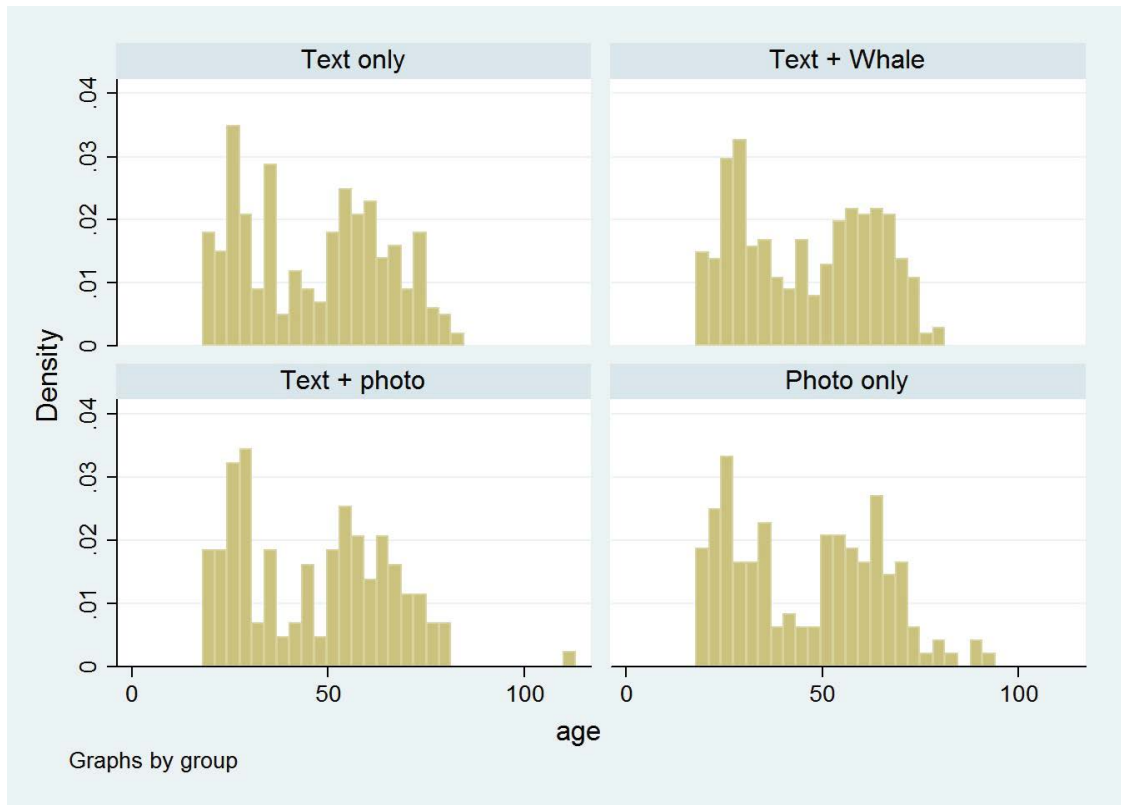 Text only
Text + Whale
.04
.03
.02
.01
0
Text + photo
Photo only
.04
.03
.02
.01
0
0
50
100
0
50
100
Density
age
Graphs by group